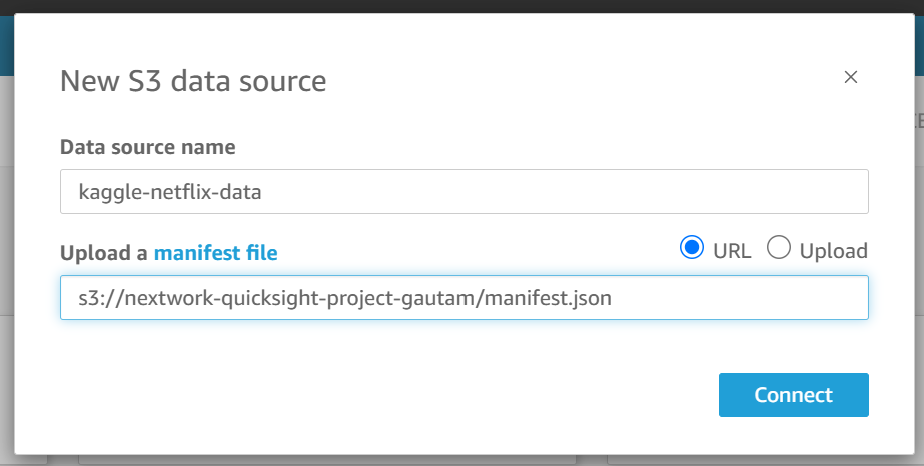 New S3 data source
Data source name
kaggle-netflix-data
Upload a manifest file
URL
Upload
s3://nextwork-quicksight-project-gautam/manifest.json
Connect